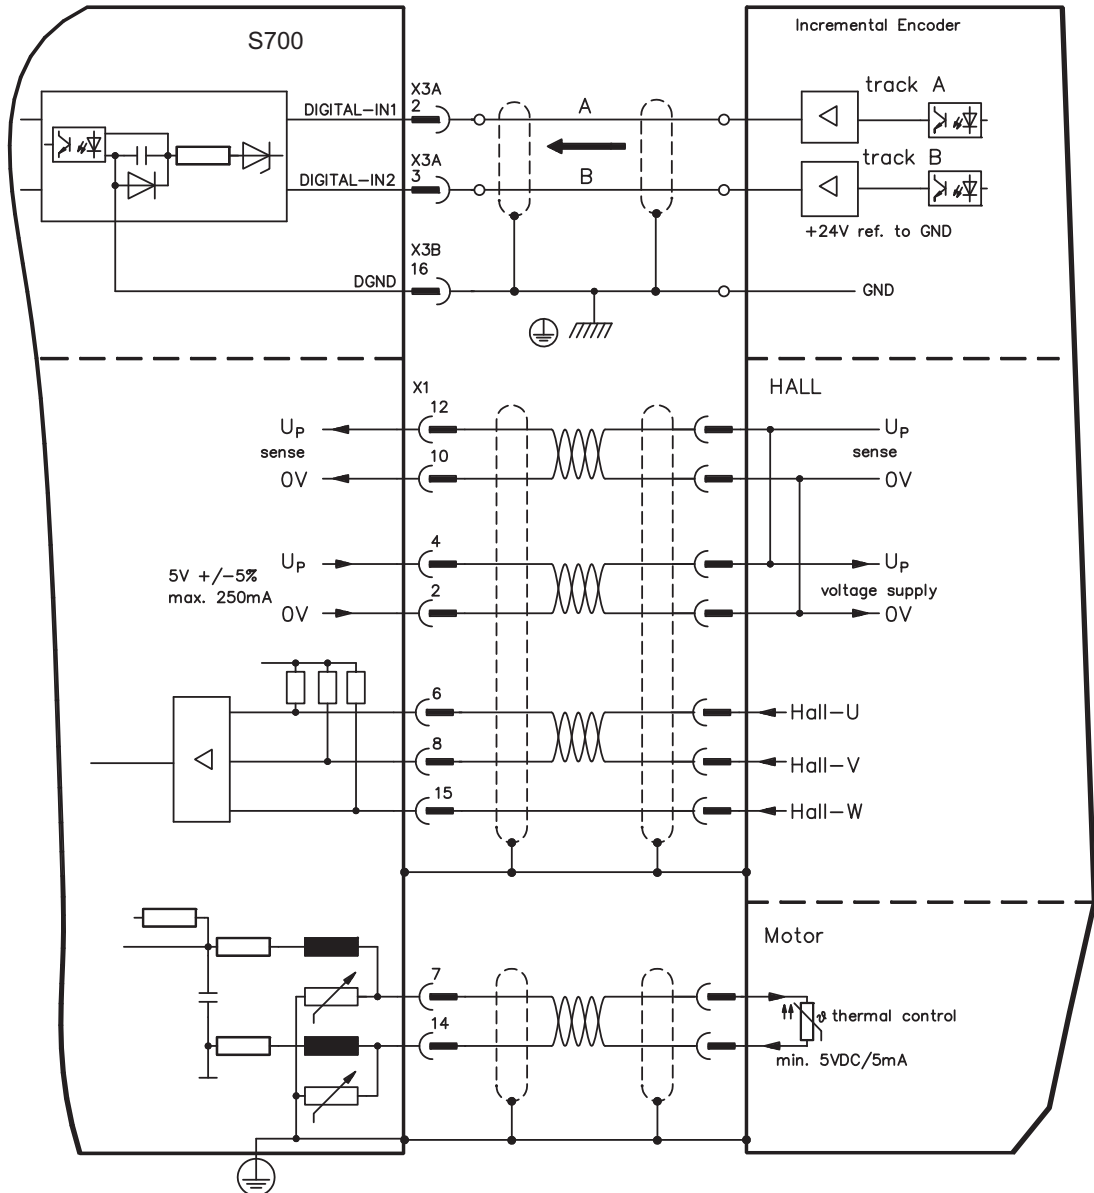 S700
Incremental Encoder
X3A
2
DIGITAL-IN1
A
track A
X3A
3
DIGITAL-IN2
B
track B
+24V ref. to GND
X3B
16
DGND
GND
X1
HALL
12
UP
UP
sense
sense
10
0V
0V
4
UP
UP
5V +/-5%
max. 250mA
voltage supply
2
0V
0V
6
Hall-U
8
Hall-V
15
Hall-W
Motor
7
ϑ thermal control
14
min. 5VDC/5mA